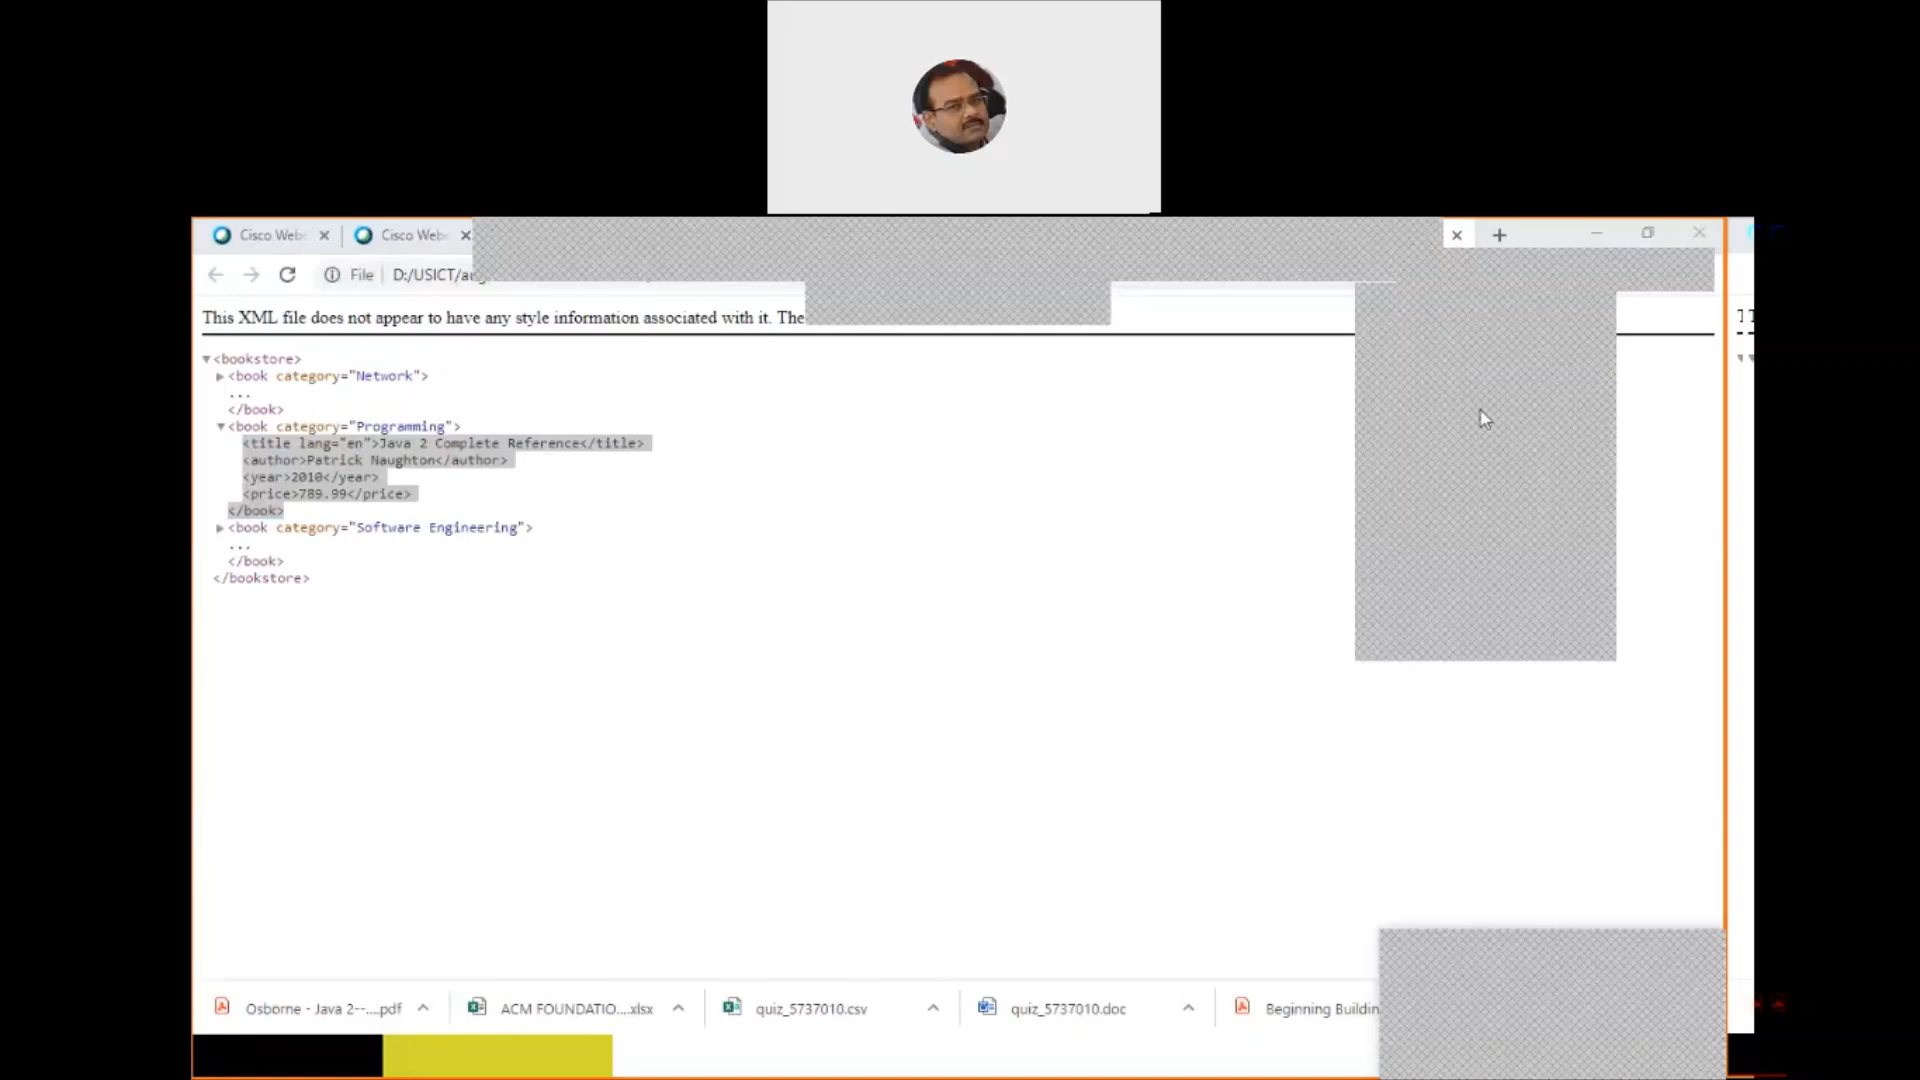 Cisco Web
Cisco Web
File D:/USICT/
This XML file does not appear to have any style information associated with it. The
<bookstore>
<book category="Network">
...
</book>
<book category="Programming">
<title lang="en">Java 2 Complete Reference</title>
<author>Patrick Naughton</author>
<year>2010</year>
<price>789.99</price>
</book>
<book category="Software Engineering">
...
</book>
</bookstore>
Osborne - Java 2--....pdf
ACM FOUNDATIO....xlsx
quiz_5737010.csv
quiz_5737010.doc
Beginning Buildin